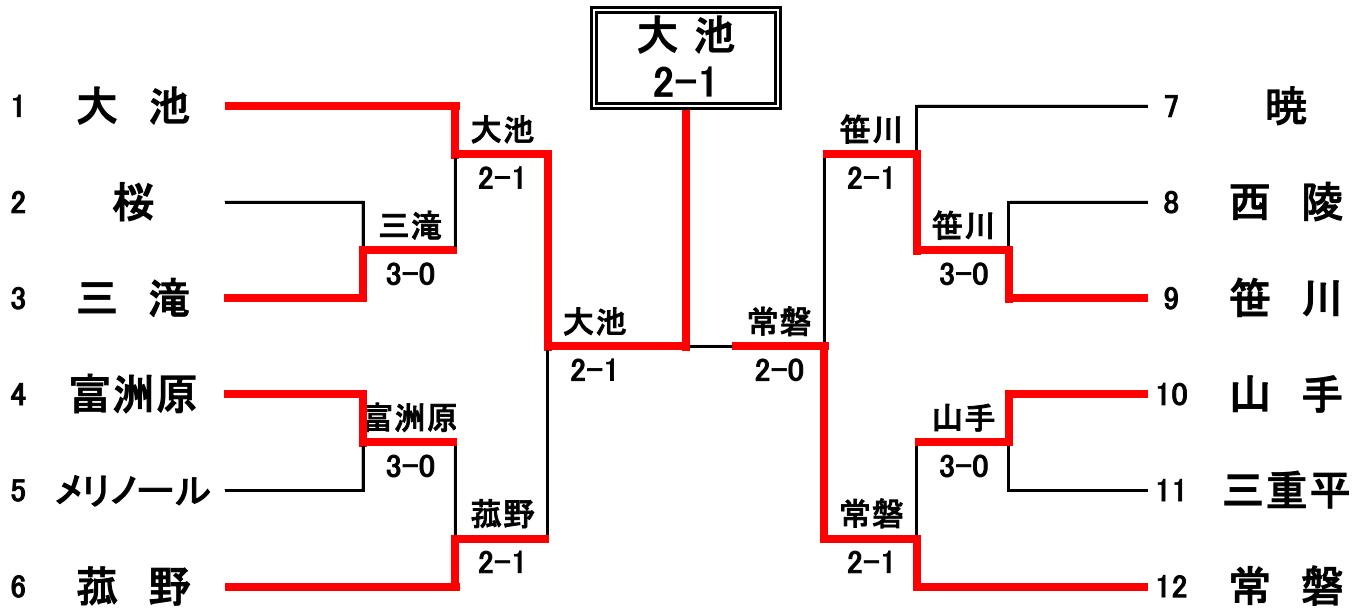 大 池
2-1
1 大 池
大池
2-1
2 桜
三滝
3-0
3 三 滝
大池
2-1
4 富洲原
富洲原
3-0
5 メリノール
菰野
2-1
6 菰 野
7 暁
笹川
2-1
8 西 陵
笹川
3-0
9 笹 川
常磐
2-0
10 山 手
山手
3-0
11 三重平
常磐
2-1
12 常 磐